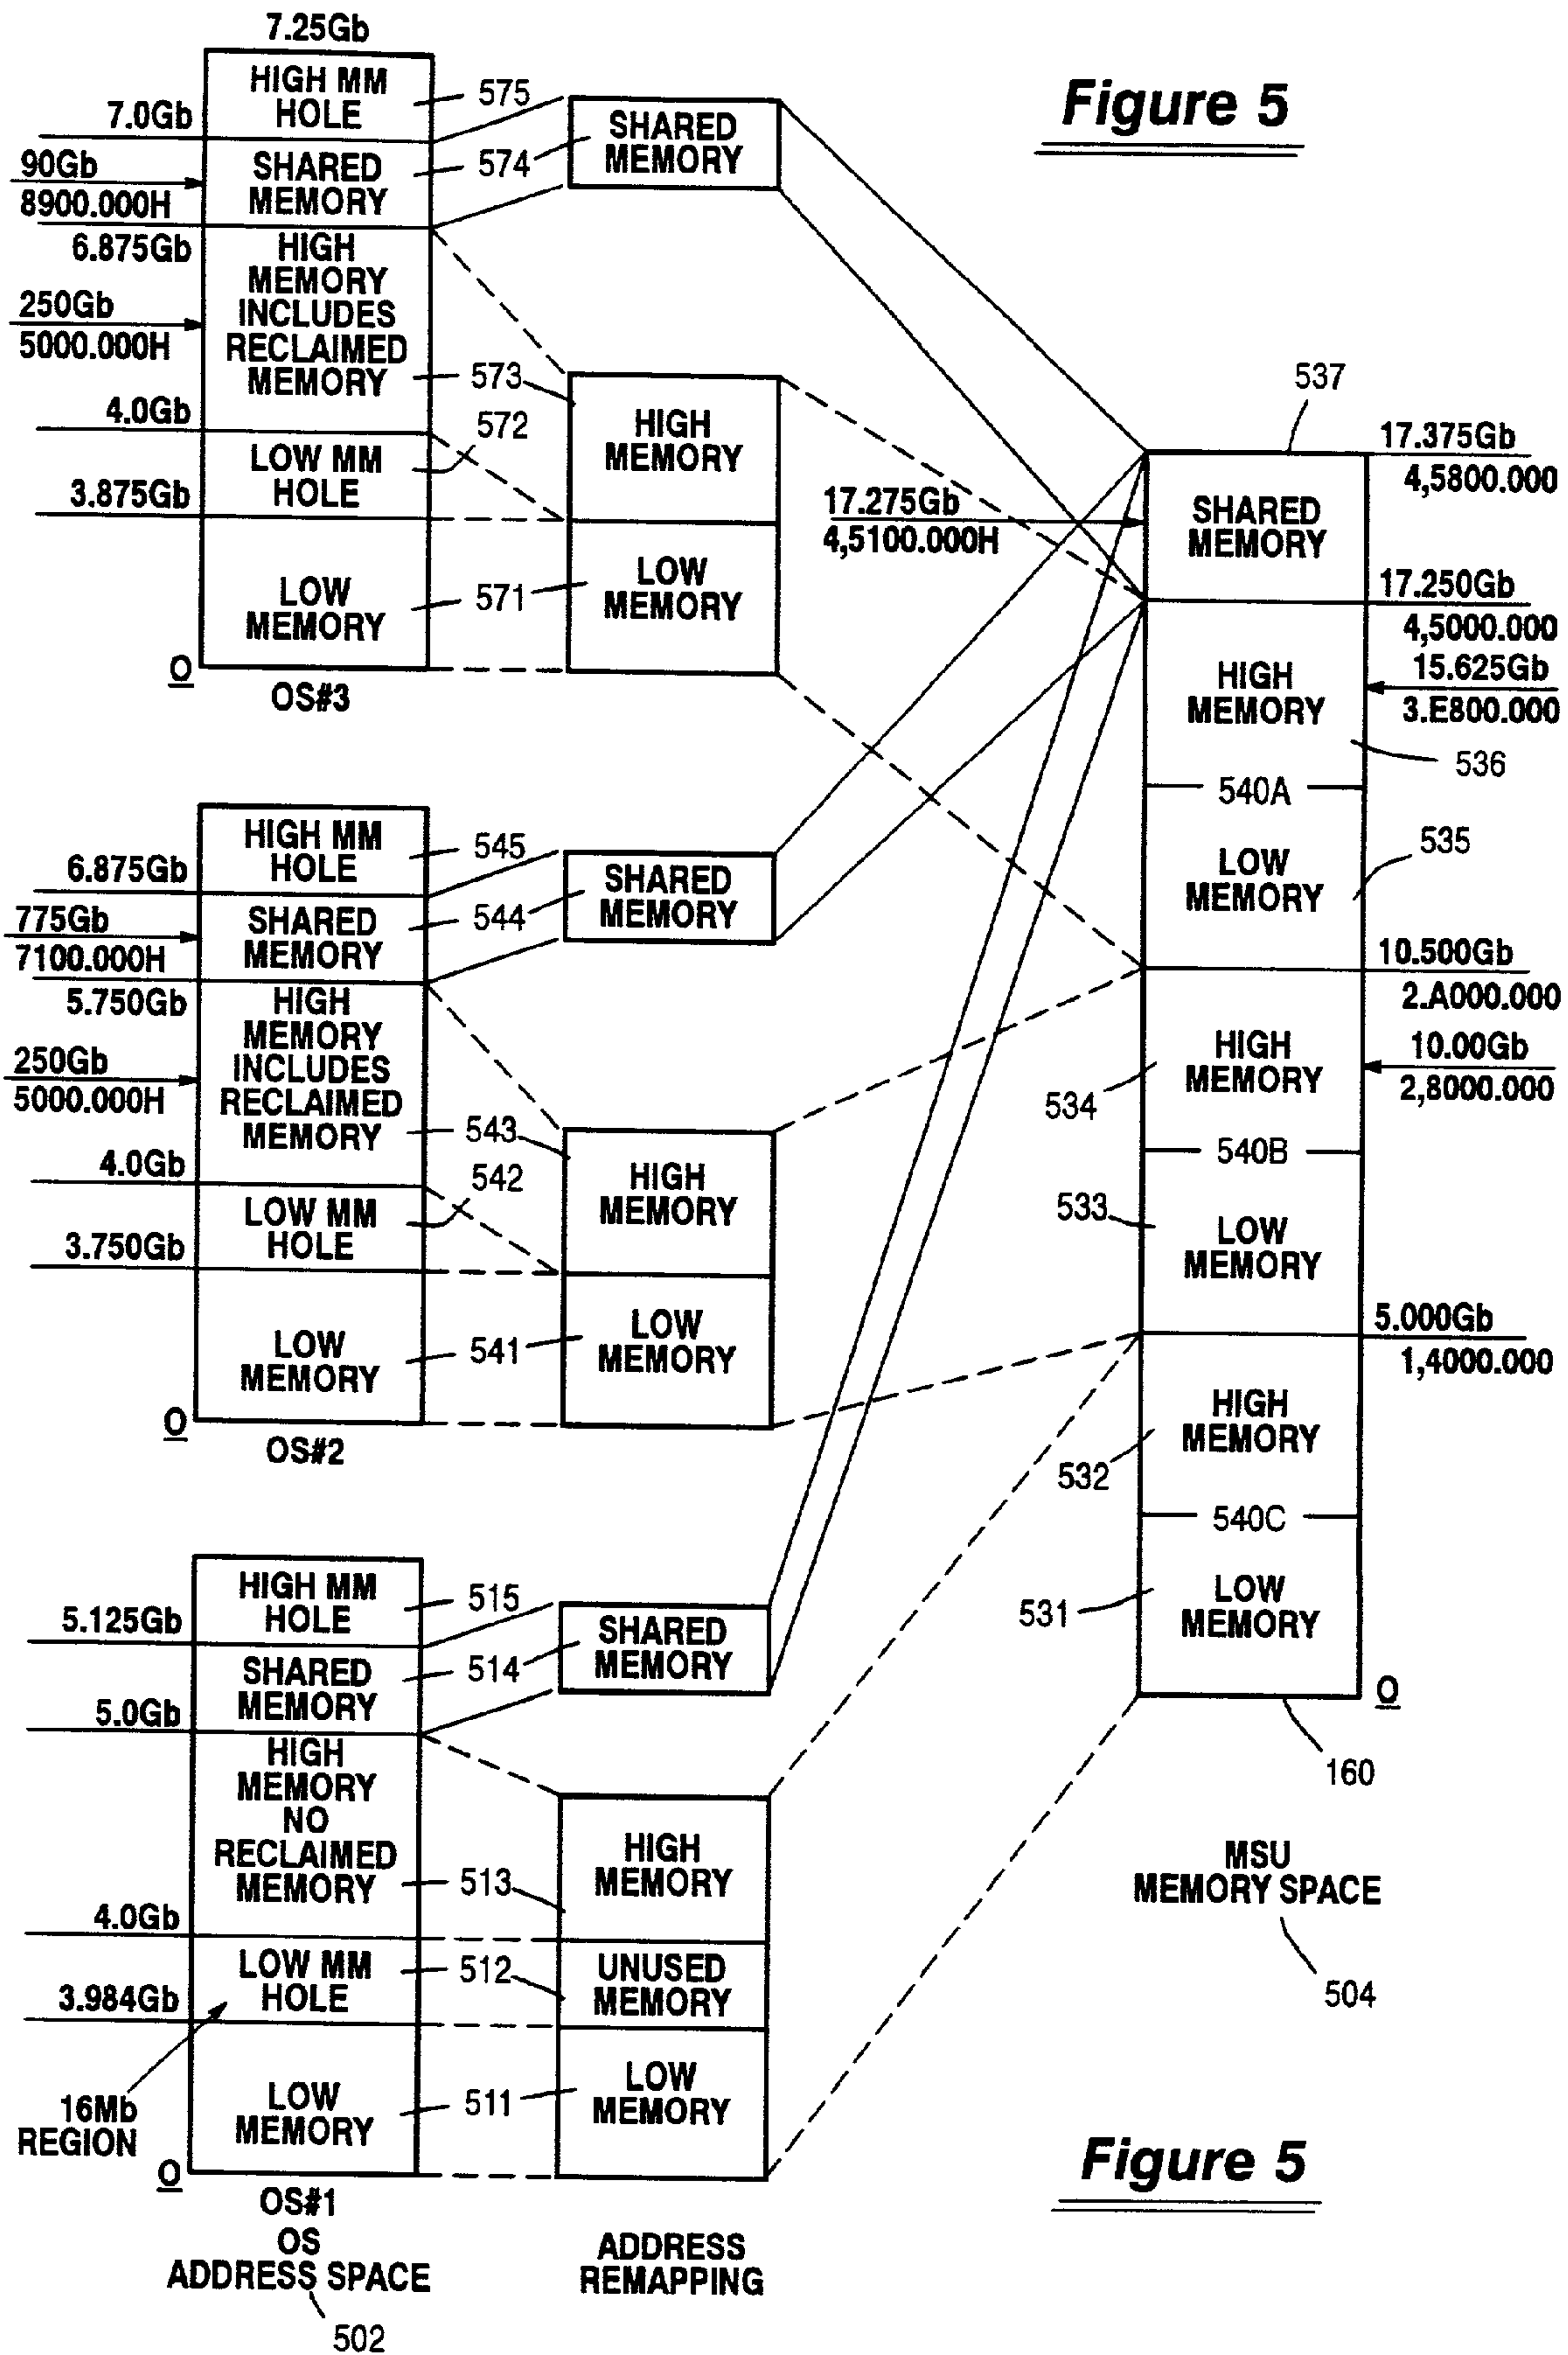 Figure 5
7.25Gb
HIGH MM
HOLE
575
7.0Gb
SHARED
MEMORY
574
SHARED
MEMORY
90Gb
8900.000H
6.875Gb
HIGH
MEMORY
INCLUDES
RECLAIMED
MEMORY
573
250Gb
5000.000H
HIGH
MEMORY
4.0Gb
572
LOW MM
HOLE
3.875Gb
LOW
MEMORY
571
LOW
MEMORY
0
OS#3
HIGH MM
HOLE
545
6.875Gb
SHARED
MEMORY
544
SHARED
MEMORY
775Gb
7100.000H
5.750Gb
HIGH
MEMORY
INCLUDES
RECLAIMED
MEMORY
543
250Gb
5000.000H
HIGH
MEMORY
4.0Gb
542
LOW MM
HOLE
3.750Gb
LOW
MEMORY
541
LOW
MEMORY
0
OS#2
HIGH MM
HOLE
515
5.125Gb
SHARED
MEMORY
514
SHARED
MEMORY
5.0Gb
HIGH
MEMORY
NO
RECLAIMED
MEMORY
513
HIGH
MEMORY
4.0Gb
LOW MM
HOLE
512
UNUSED
MEMORY
3.984Gb
16Mb
REGION
LOW
MEMORY
511
LOW
MEMORY
0
OS#1
OS
ADDRESS SPACE
502
ADDRESS
REMAPPING
537
17.375Gb
4,5800.000
17.275Gb
4,5100.000H
SHARED
MEMORY
17.250Gb
4,5000.000
HIGH
MEMORY
15.625Gb
3.E800.000
536
540A
LOW
MEMORY
535
10.500Gb
2.A000.000
HIGH
MEMORY
10.00Gb
2,8000.000
534
540B
533
LOW
MEMORY
5.000Gb
1,4000.000
HIGH
MEMORY
532
540C
531
LOW
MEMORY
0
160
MSU
MEMORY SPACE
504
Figure 5